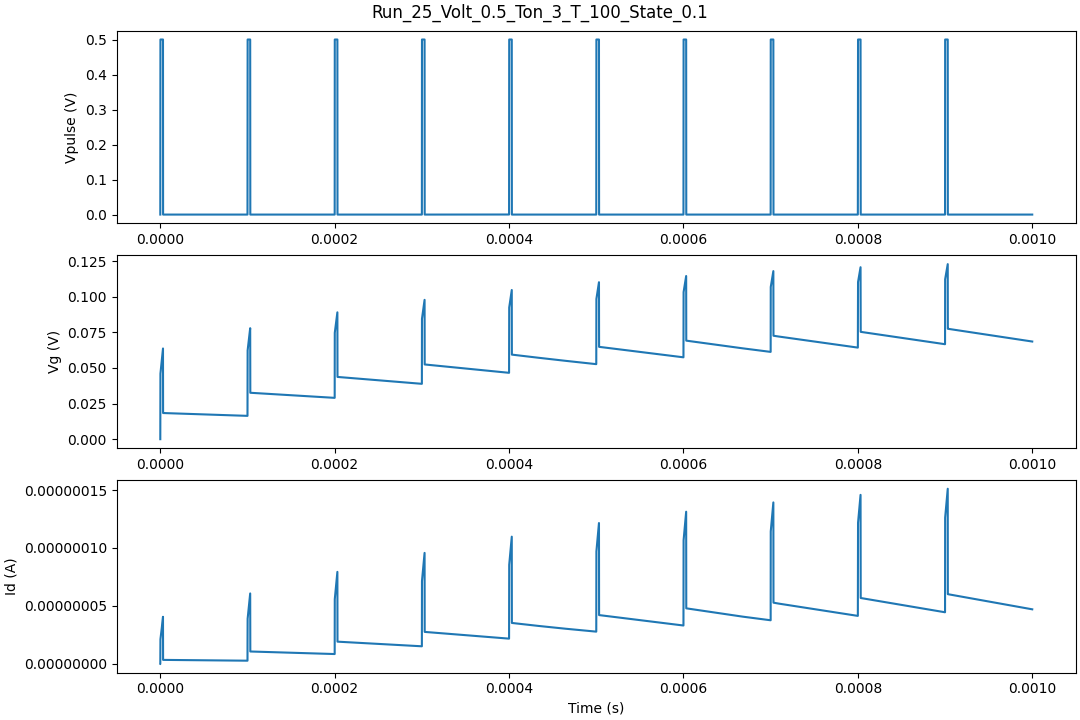 Run_25_Volt_0.5_Ton_3_T_100_State_0.1
Vpulse (V)
0.5
0.4
0.3
0.2
0.1
0.0
0.0000 0.0002 0.0004 0.0006 0.0008 0.0010
Vg (V)
0.125
0.100
0.075
0.050
0.025
0.000
0.0000 0.0002 0.0004 0.0006 0.0008 0.0010
Id (A)
0.00000015
0.00000010
0.00000005
0.00000000
0.0000 0.0002 0.0004 0.0006 0.0008 0.0010
Time (s)